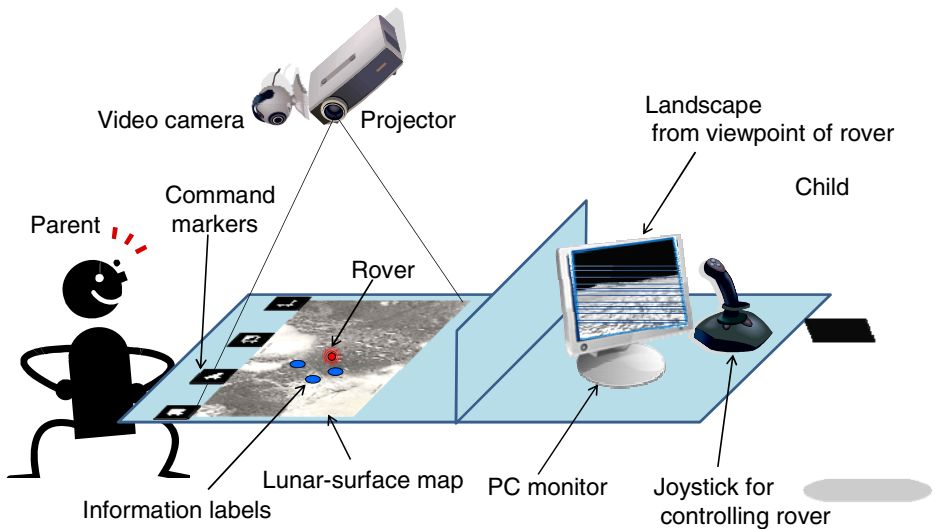 Landscape
from viewpoint of rover
Video camera
Projector
Child
Command
markers
Parent
Rover
Lunar-surface map
PC monitor
Joystick for
controlling rover
Information labels